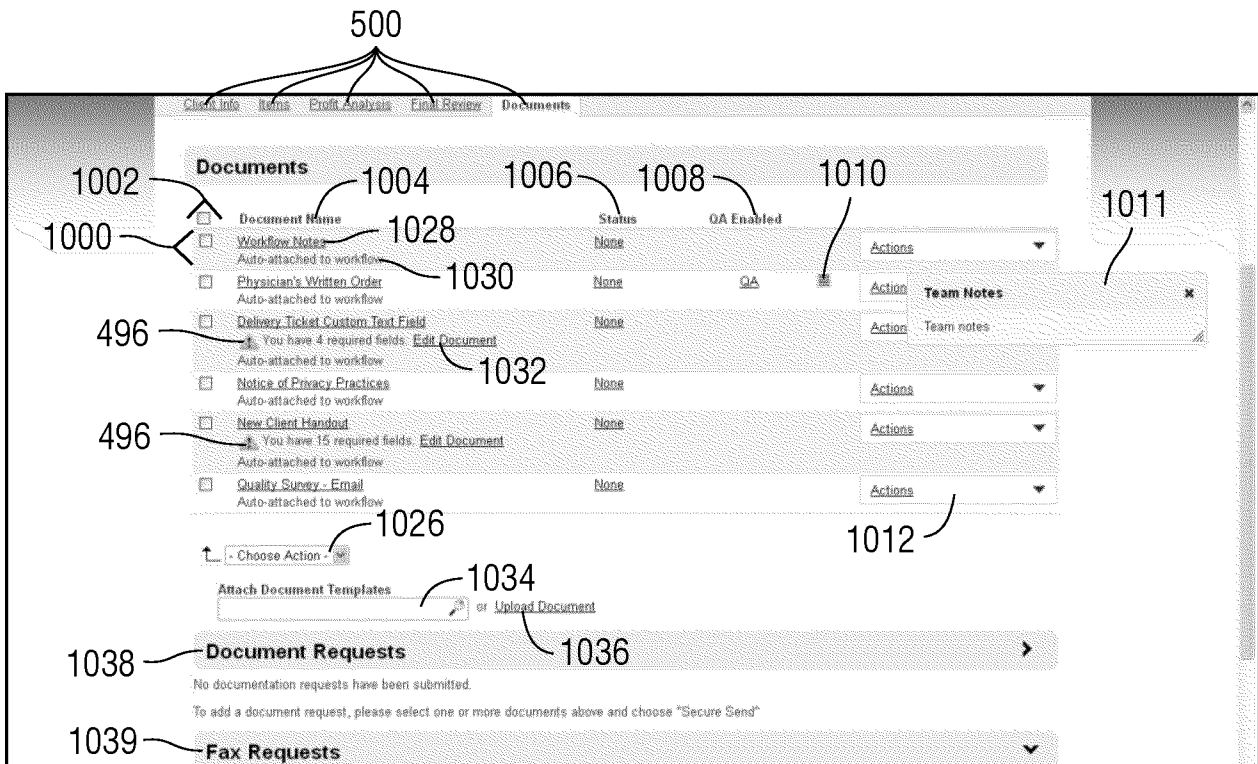 500
Client Info Items Profit Analysis Final Review Documents
Documents
1002 1004 1006 1008 1010 1011
Document Name Status QA Enabled
1000 Workflow Notes 1028 None Actions
Auto-attached to workflow 1030
Physician's Written Order None QA Action Team Notes
Auto-attached to workflow
Delivery Ticket Custom Text Field None Action Team notes
496 You have 4 required fields. Edit Document
Auto-attached to workflow 1032
Notice of Privacy Practices None Actions
Auto-attached to workflow
New Client Handout None Actions
496 You have 15 required fields. Edit Document
Auto-attached to workflow
Quality Survey - Email None Actions
Auto-attached to workflow
1026 1012
- Choose Action -
Attach Document Templates 1034
or Upload Document
1038 Document Requests 1036
No documentation requests have been submitted.
To add a document request, please select one or more documents above and choose "Secure Send"
1039 Fax Requests